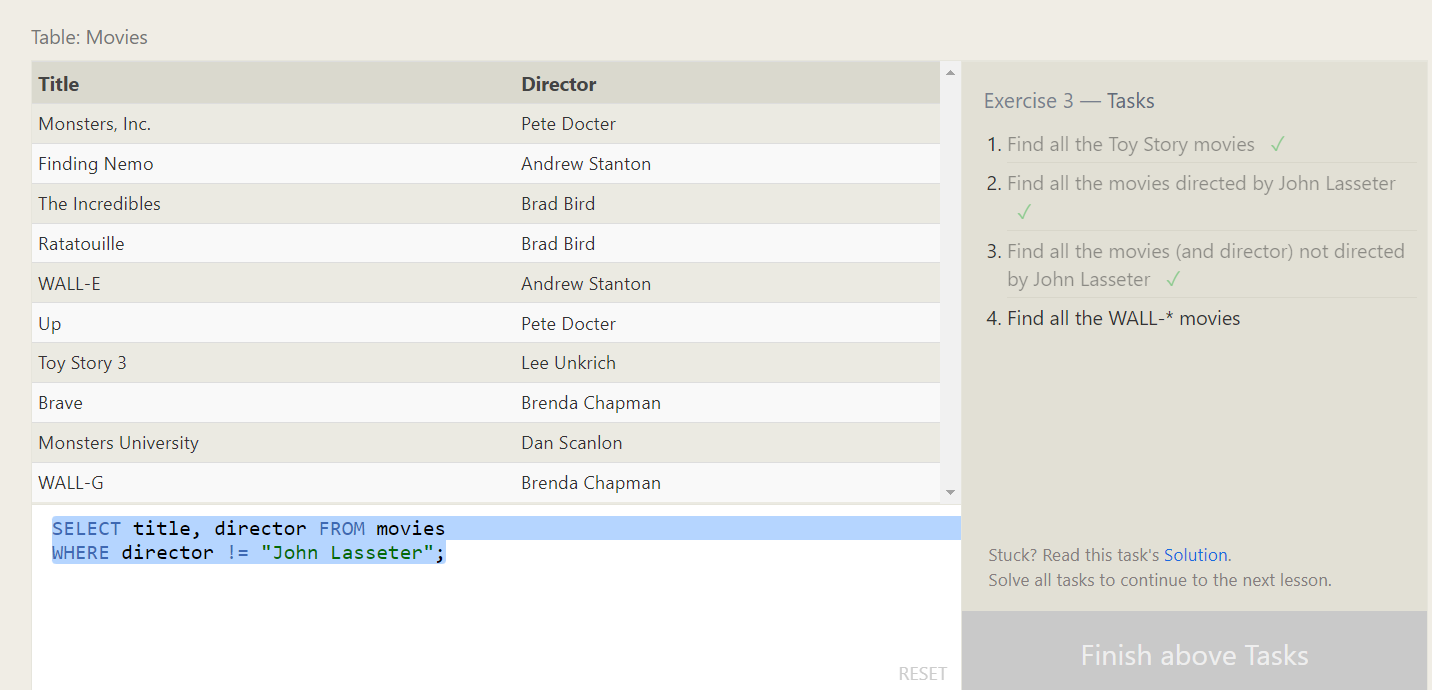 Table: Movies
Title Director
Monsters, Inc. Pete Docter
Finding Nemo Andrew Stanton
The Incredibles Brad Bird
Ratatouille Brad Bird
WALL-E Andrew Stanton
Up Pete Docter
Toy Story 3 Lee Unkrich
Brave Brenda Chapman
Monsters University Dan Scanlon
WALL-G Brenda Chapman
SELECT title, director FROM movies
WHERE director != "John Lasseter";
RESET
Exercise 3 — Tasks
1. Find all the Toy Story movies ✓
2. Find all the movies directed by John Lasseter
✓
3. Find all the movies (and director) not directed
by John Lasseter ✓
4. Find all the WALL-* movies
Stuck? Read this task's Solution.
Solve all tasks to continue to the next lesson.
Finish above Tasks